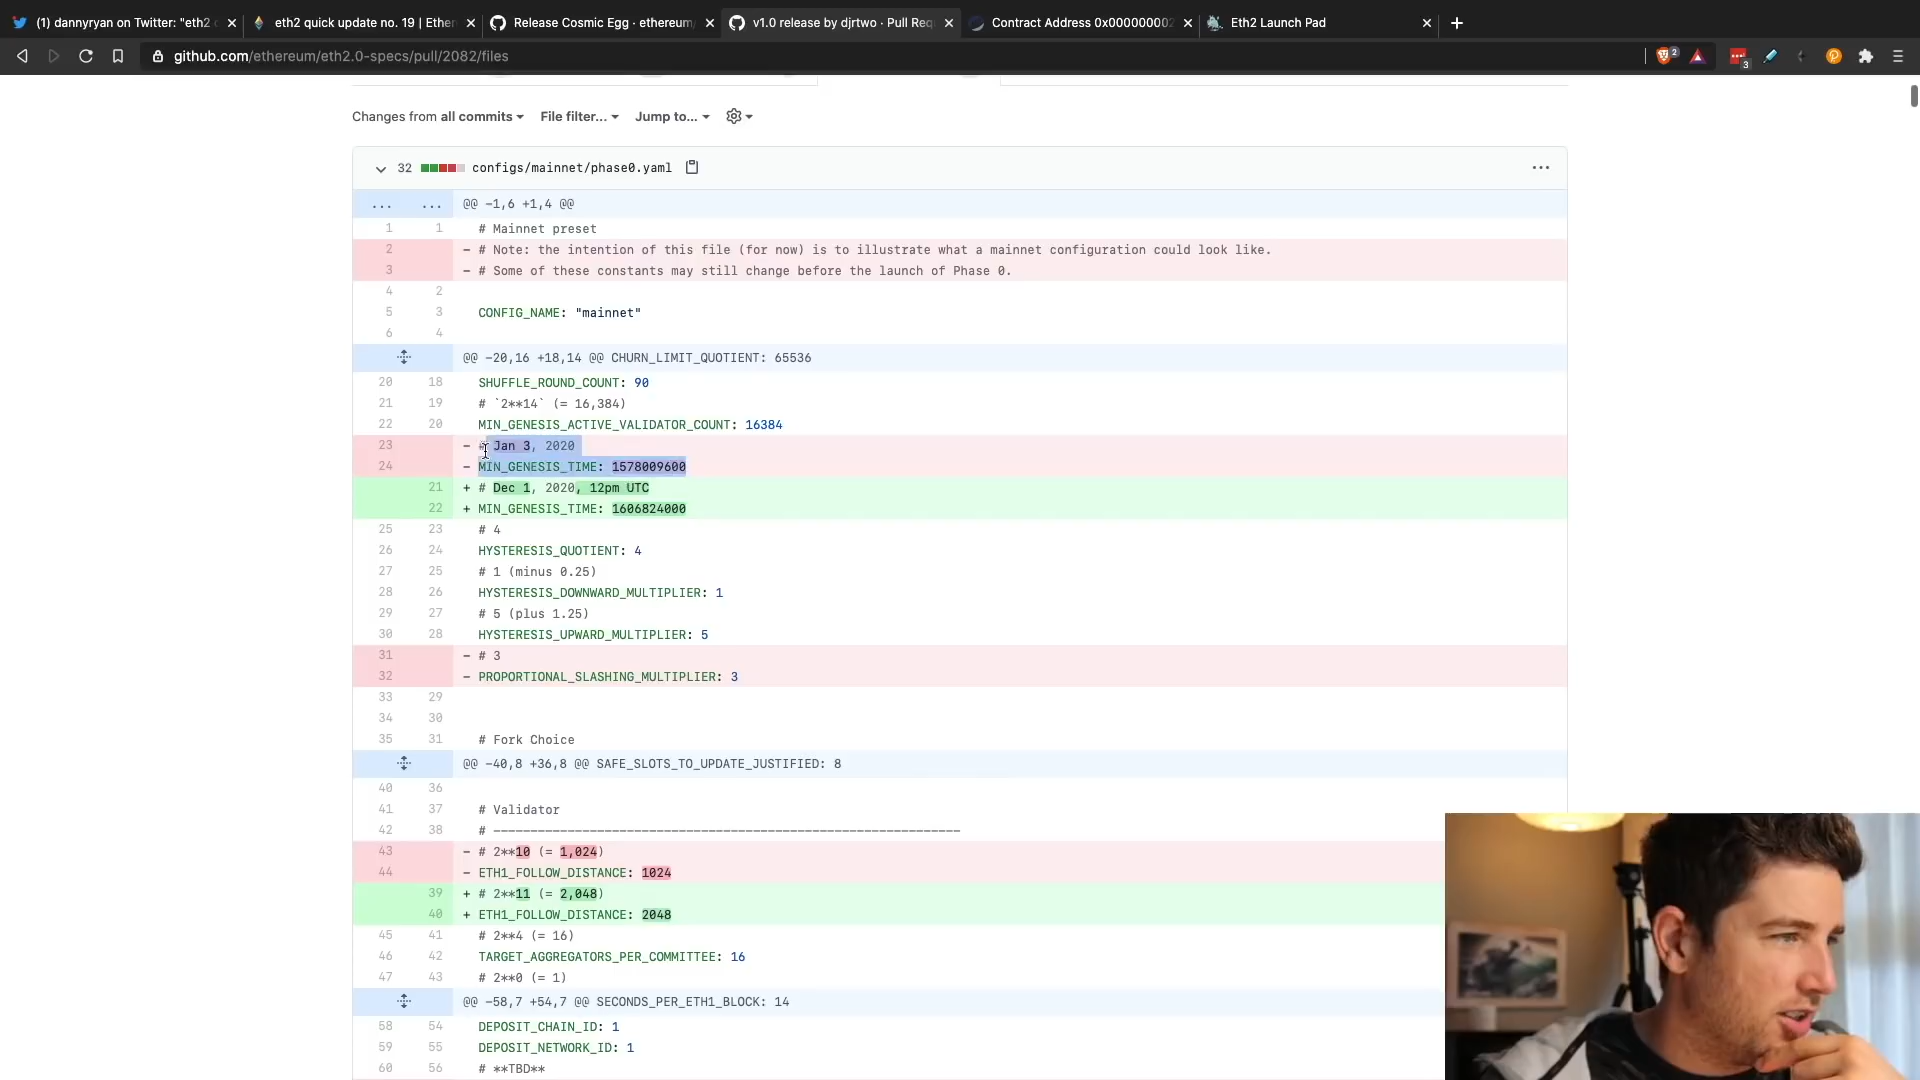 (1) dannyryan on Twitter: "eth2
eth2 quick update no. 19 | Ether
Release Cosmic Egg · ethereum
v1.0 release by djrtwo · Pull Req
Contract Address 0x000000002
Eth2 Launch Pad
github.com/ethereum/eth2.0-specs/pull/2082/files
2
3
Changes from all commits File filter... Jump to...
32 configs/mainnet/phase0.yaml
... ... @@ -1,6 +1,4 @@
1 1 # Mainnet preset
2 - # Note: the intention of this file (for now) is to illustrate what a mainnet configuration could look like.
3 - # Some of these constants may still change before the launch of Phase 0.
4 2
5 3 CONFIG_NAME: "mainnet"
6 4
@@ -20,16 +18,14 @@ CHURN_LIMIT_QUOTIENT: 65536
20 18 SHUFFLE_ROUND_COUNT: 90
21 19 # `2**14` (= 16,384)
22 20 MIN_GENESIS_ACTIVE_VALIDATOR_COUNT: 16384
23 - # Jan 3, 2020
24 - MIN_GENESIS_TIME: 1578009600
21 + # Dec 1, 2020, 12pm UTC
22 + MIN_GENESIS_TIME: 1606824000
25 23 # 4
26 24 HYSTERESIS_QUOTIENT: 4
27 25 # 1 (minus 0.25)
28 26 HYSTERESIS_DOWNWARD_MULTIPLIER: 1
29 27 # 5 (plus 1.25)
30 28 HYSTERESIS_UPWARD_MULTIPLIER: 5
31 - # 3
32 - PROPORTIONAL_SLASHING_MULTIPLIER: 3
33 29
34 30
35 31 # Fork Choice
@@ -40,8 +36,8 @@ SAFE_SLOTS_TO_UPDATE_JUSTIFIED: 8
40 36
41 37 # Validator
42 38 # ---------------------------------------------------------------
43 - # 2**10 (= 1,024)
44 - ETH1_FOLLOW_DISTANCE: 1024
39 + # 2**11 (= 2,048)
40 + ETH1_FOLLOW_DISTANCE: 2048
45 41 # 2**4 (= 16)
46 42 TARGET_AGGREGATORS_PER_COMMITTEE: 16
47 43 # 2**0 (= 1)
@@ -58,7 +54,7 @@ SECONDS_PER_ETH1_BLOCK: 14
58 54 DEPOSIT_CHAIN_ID: 1
59 55 DEPOSIT_NETWORK_ID: 1
60 56 # **TBD**